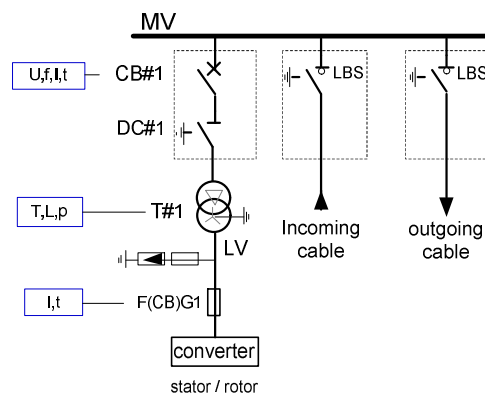 MV
U,f,I,t
CB#1
LBS
LBS
DC#1
T,L,p
T#1
LV
Incoming
cable
outgoing
cable
I,t
F(CB)G1
converter
stator / rotor